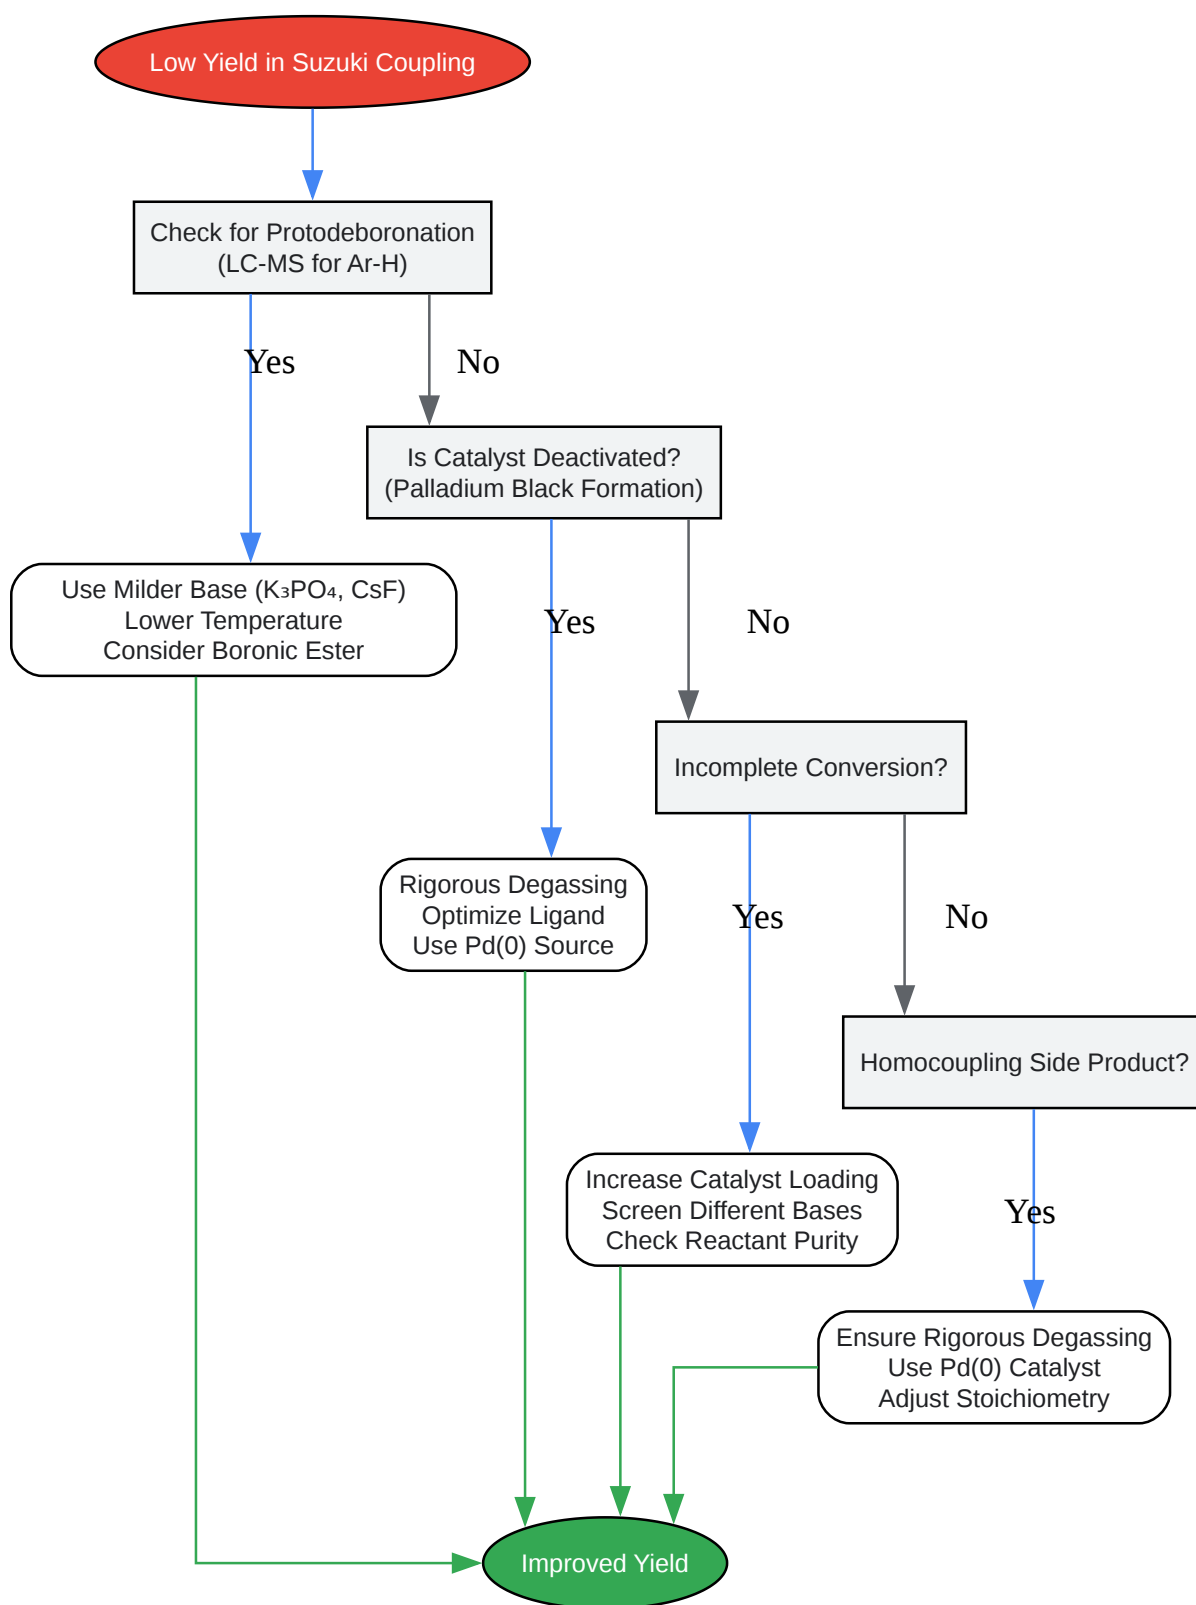 Low Yield in Suzuki Coupling
Check for Protodeboronation
(LC-MS for Ar-H)
Yes
No
Is Catalyst Deactivated?
(Palladium Black Formation)
Use Milder Base (K₃PO₄, CsF)
Lower Temperature
Consider Boronic Ester
Yes
No
Incomplete Conversion?
Rigorous Degassing
Optimize Ligand
Use Pd(0) Source
Yes
No
Homocoupling Side Product?
Increase Catalyst Loading
Screen Different Bases
Check Reactant Purity
Yes
Ensure Rigorous Degassing
Use Pd(0) Catalyst
Adjust Stoichiometry
Improved Yield